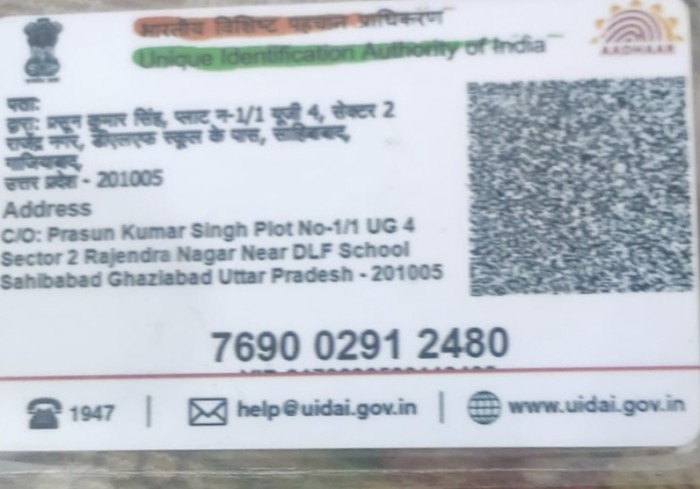 भारतीय विशिष्ट पहचान प्राधिकरण
Unique Identification Authority of India
AADHAAR
पता:
द्वारा: प्रसून कुमार सिंह, प्लाट न-1/1 यूजी 4, सेक्टर 2
राजेंद्र नगर, डीएलएफ स्कूल के पास, साहिबाबाद,
गाजियाबाद,
उत्तर प्रदेश - 201005
Address
C/O: Prasun Kumar Singh Plot No-1/1 UG 4
Sector 2 Rajendra Nagar Near DLF School
Sahibabad Ghaziabad Uttar Pradesh - 201005
7690 0291 2480
1947 | help@uidai.gov.in | www.uidai.gov.in